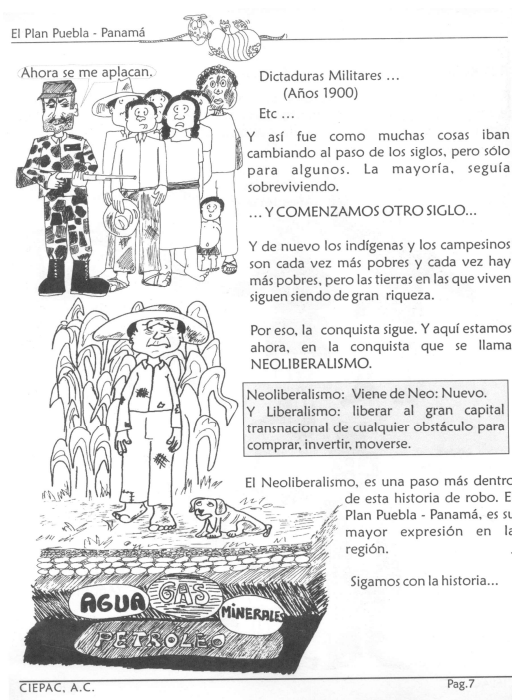 El Plan Puebla - Panamá
Ahora se me aplacan.
Dictaduras Militares ...
(Años 1900)
Etc ...
Y así fue como muchas cosas iban
cambiando al paso de los siglos, pero sólo
para algunos. La mayoría, seguía
sobreviviendo.
... Y COMENZAMOS OTRO SIGLO...
Y de nuevo los indígenas y los campesinos
son cada vez más pobres y cada vez hay
más pobres, pero las tierras en las que viven
siguen siendo de gran riqueza.
Por eso, la conquista sigue. Y aquí estamos
ahora, en la conquista que se llama
NEOLIBERALISMO.
Neoliberalismo: Viene de Neo: Nuevo.
Y Liberalismo: liberar al gran capital
transnacional de cualquier obstáculo para
comprar, invertir, moverse.
El Neoliberalismo, es una paso más dentro
de esta historia de robo. E
Plan Puebla - Panamá, es su
mayor expresión en la
región.
Sigamos con la historia...
AGUA
GAS
MINERALES
PETROLEO
CIEPAC, A.C.
Pag.7